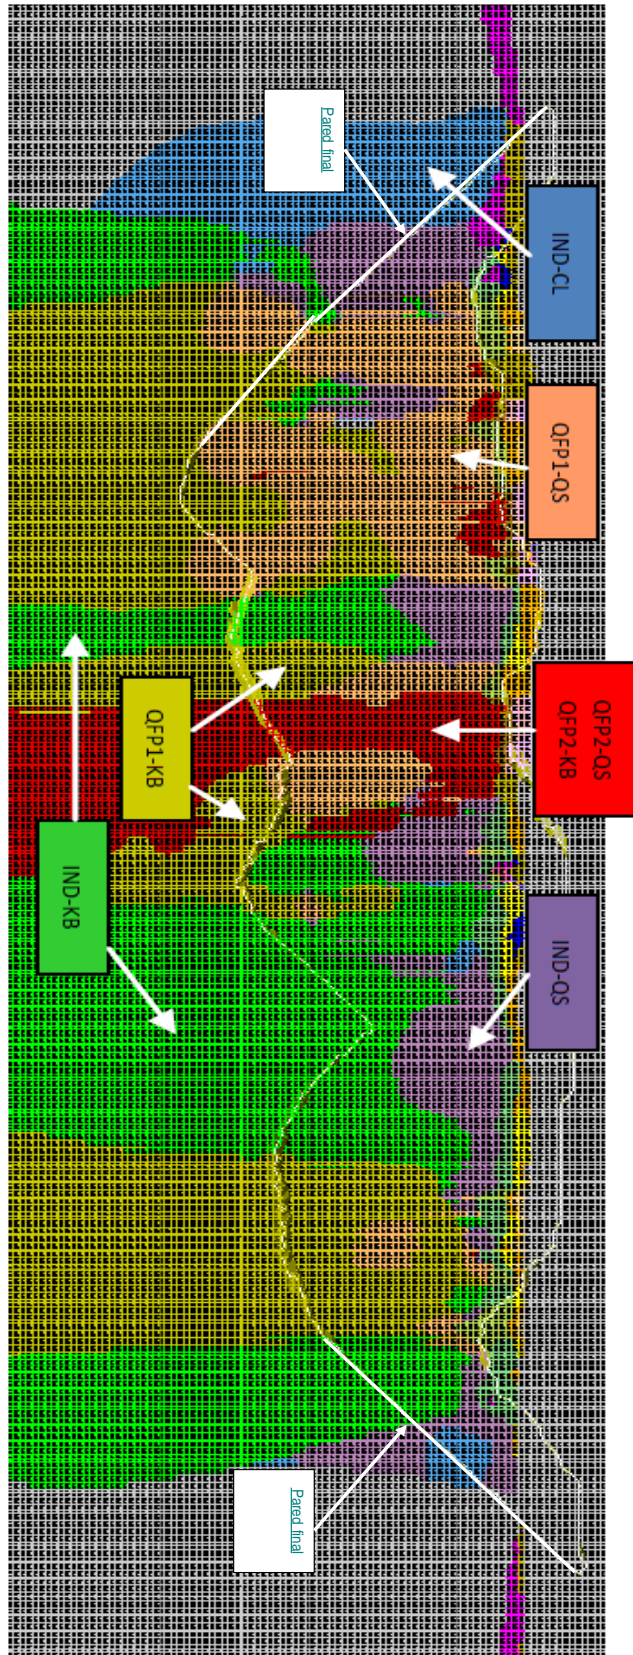 Pared final
IND-CL
QFP1-QS
QFP2-QS
QFP2-KB
QFP1-KB
IND-KB
IND-QS
Pared final